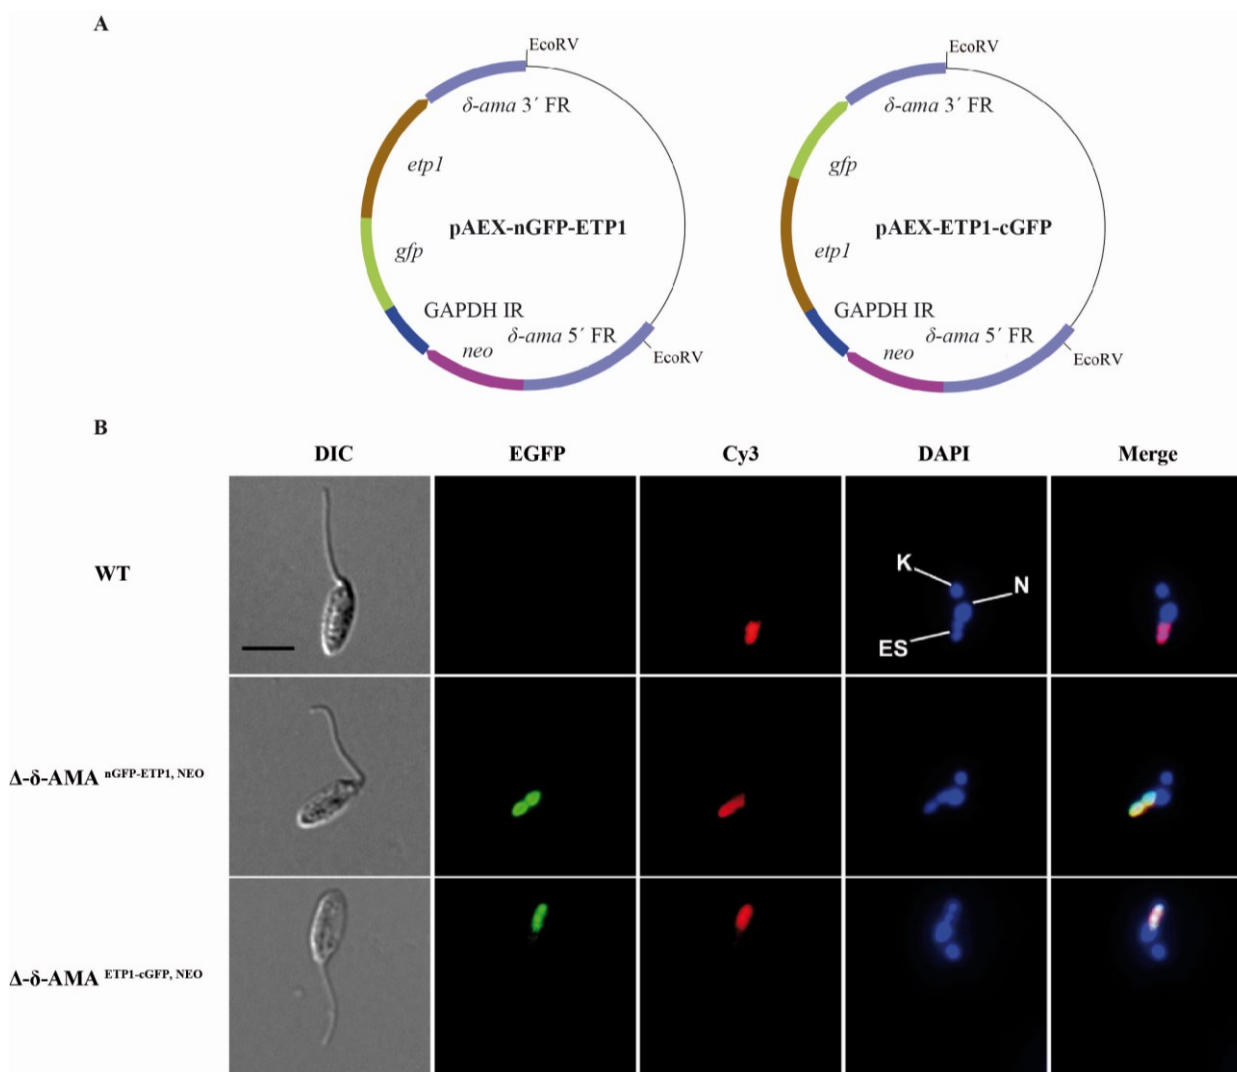 A
EcoRV
δ-ama 3´ FR
etp1
pAEX-nGFP-ETP1
gfp
GAPDH IR
δ-ama 5´ FR
neo
EcoRV
EcoRV
δ-ama 3´ FR
gfp
pAEX-ETP1-cGFP
etp1
GAPDH IR
δ-ama 5´ FR
neo
EcoRV
B
DIC EGFP Cy3 DAPI Merge
WT
K
N
ES
Δ-δ-AMA nGFP-ETP1, NEO
Δ-δ-AMA ETP1-cGFP, NEO